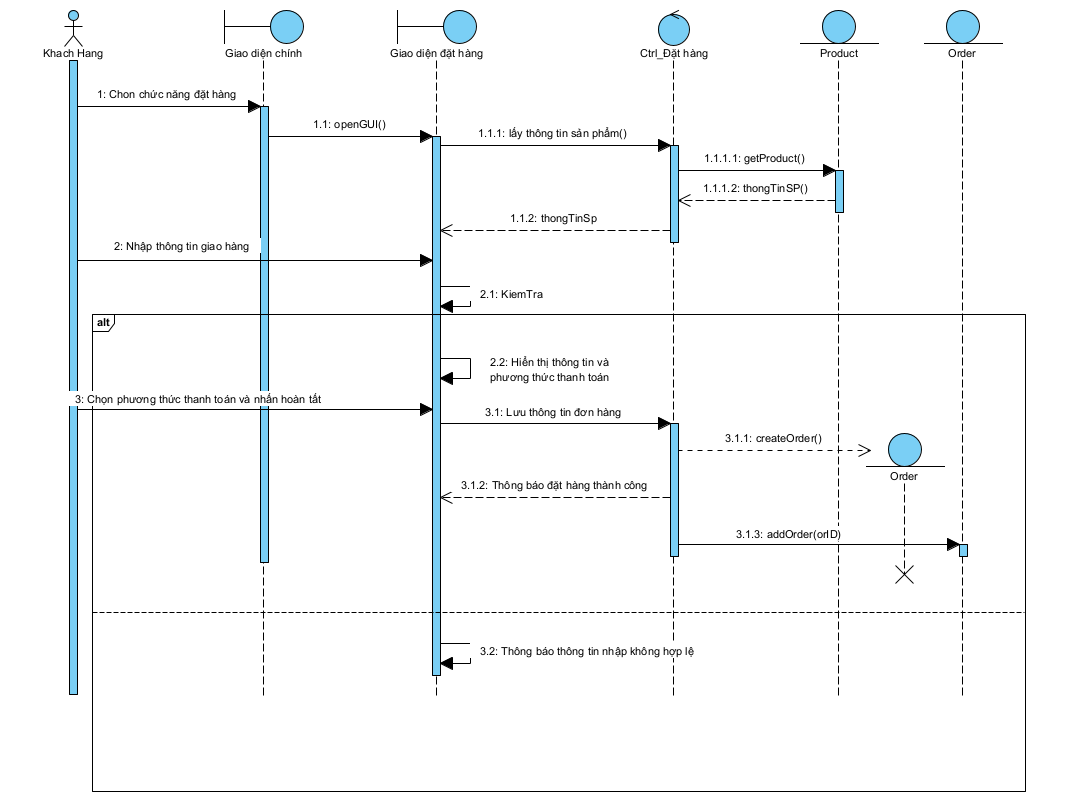 Khach Hang
Giao diện chính
Giao diện đặt hàng
Ctrl_Đặt hàng
Product
Order
1: Chon chức năng đặt hàng
1.1: openGUI()
1.1.1: lấy thông tin sản phẩm()
1.1.1.1: getProduct()
1.1.1.2: thongTinSP()
1.1.2: thongTinSp
2: Nhập thông tin giao hàng
2.1: KiemTra
alt
2.2: Hiển thị thông tin và
phương thức thanh toán
3: Chọn phương thức thanh toán và nhấn hoàn tất
3.1: Lưu thông tin đơn hàng
3.1.1: createOrder()
Order
3.1.2: Thông báo đặt hàng thành công
3.1.3: addOrder(orID)
3.2: Thông báo thông tin nhập không hợp lệ